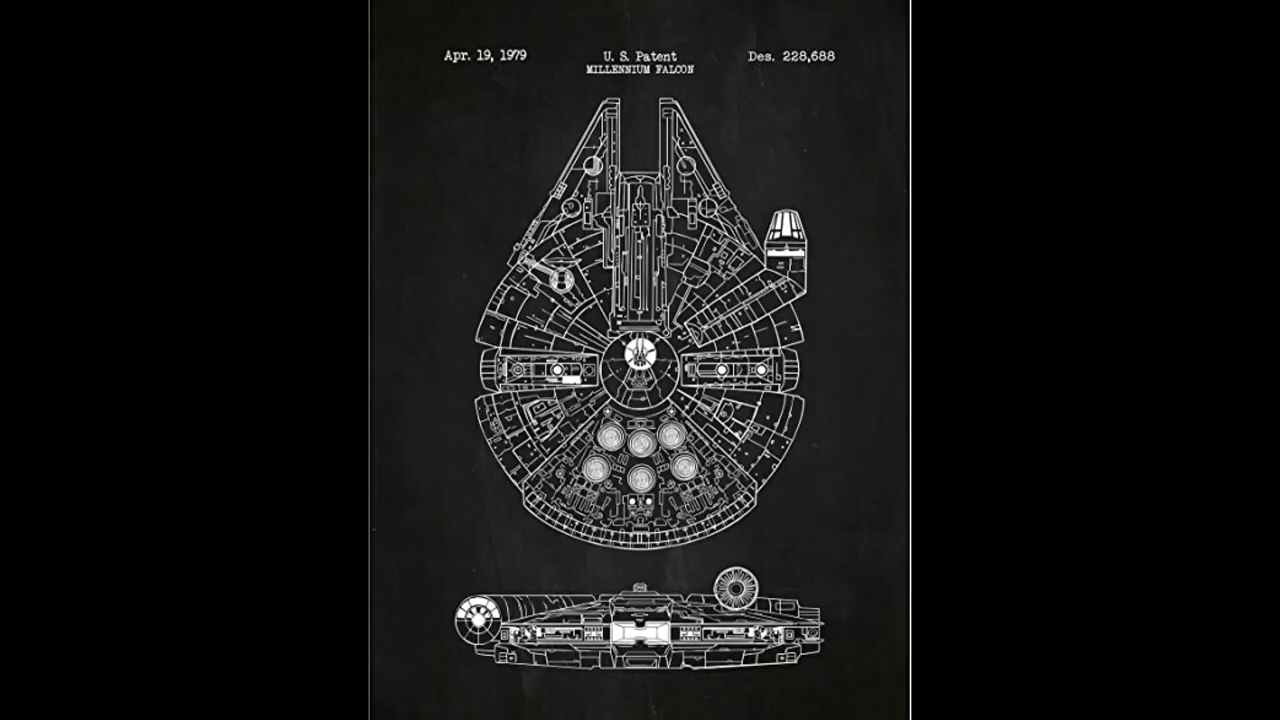 Apr. 19, 1979
U. S. Patent
Des. 228,688
MILLENNIUM FALCON